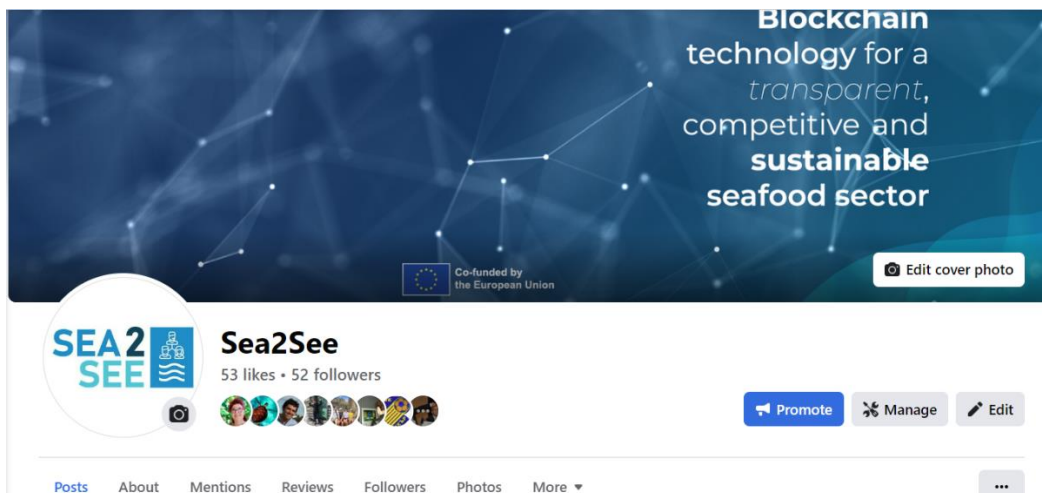 Blockchain
technology for a
transparent,
competitive and
sustainable
seafood sector
Co-funded by
the European Union
Edit cover photo
SEA2
SEE
Sea2See
53 likes • 52 followers
Promote
Manage
Edit
Posts About Mentions Reviews Followers Photos More